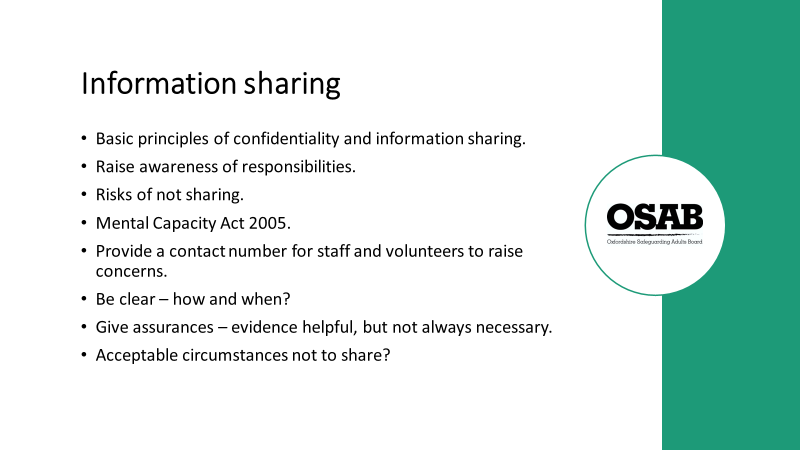 Information sharing
• Basic principles of confidentiality and information sharing.
• Raise awareness of responsibilities.
• Risks of not sharing.
• Mental Capacity Act 2005.
• Provide a contact number for staff and volunteers to raise
concerns.
• Be clear – how and when?
• Give assurances – evidence helpful, but not always necessary.
• Acceptable circumstances not to share?
OSAB
Oxfordshire Safeguarding Adults Board